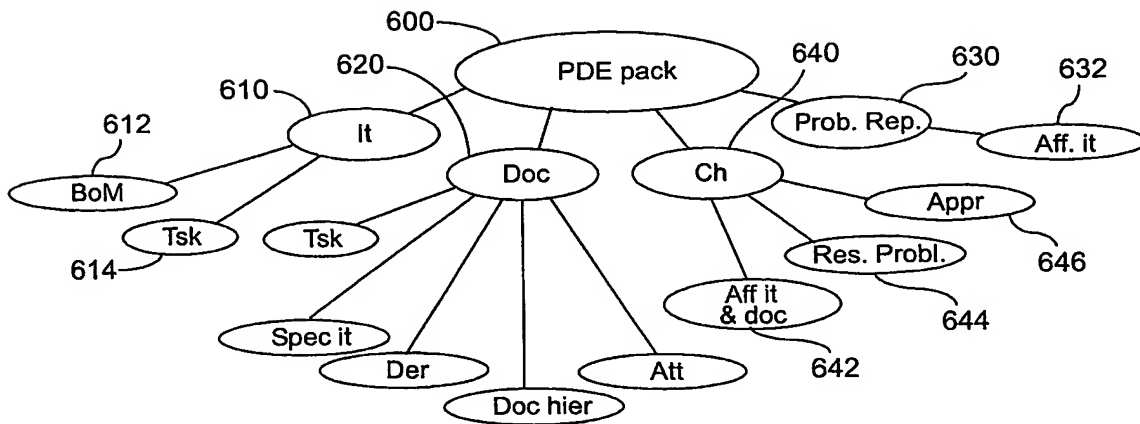 600
PDE pack
640
630
632
620
610
It
Prob. Rep.
Aff. it
612
BoM
Doc
Ch
Appr
Tsk
Tsk
614
Res. Probl.
646
Aff it
& doc
644
Spec it
Der
Att
642
Doc hier